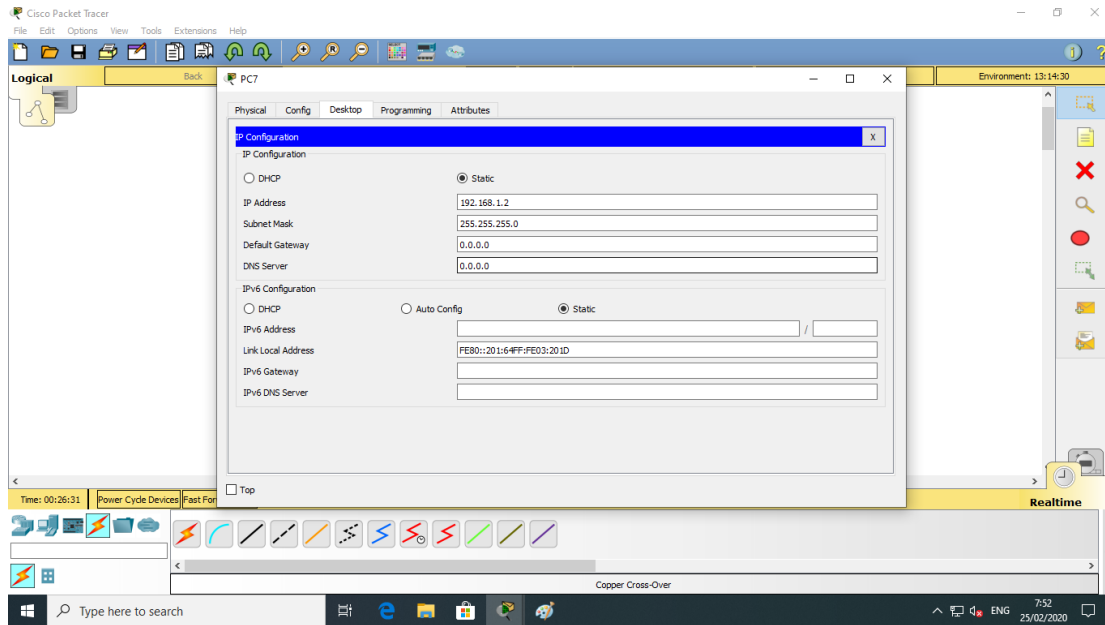 Cisco Packet Tracer
File Edit Options View Tools Extensions Help
Logical
Back
Environment: 13:14:30
PC7
Physical Config Desktop Programming Attributes
IP Configuration X
IP Configuration
DHCP Static
IP Address 192.168.1.2
Subnet Mask 255.255.255.0
Default Gateway 0.0.0.0
DNS Server 0.0.0.0
IPv6 Configuration
DHCP Auto Config Static
IPv6 Address /
Link Local Address FE80::201:64FF:FE03:201D
IPv6 Gateway
IPv6 DNS Server
Top
Time: 00:26:31 Power Cycle Devices Fast For
Realtime
Copper Cross-Over
Type here to search
ENG
7:52
25/02/2020